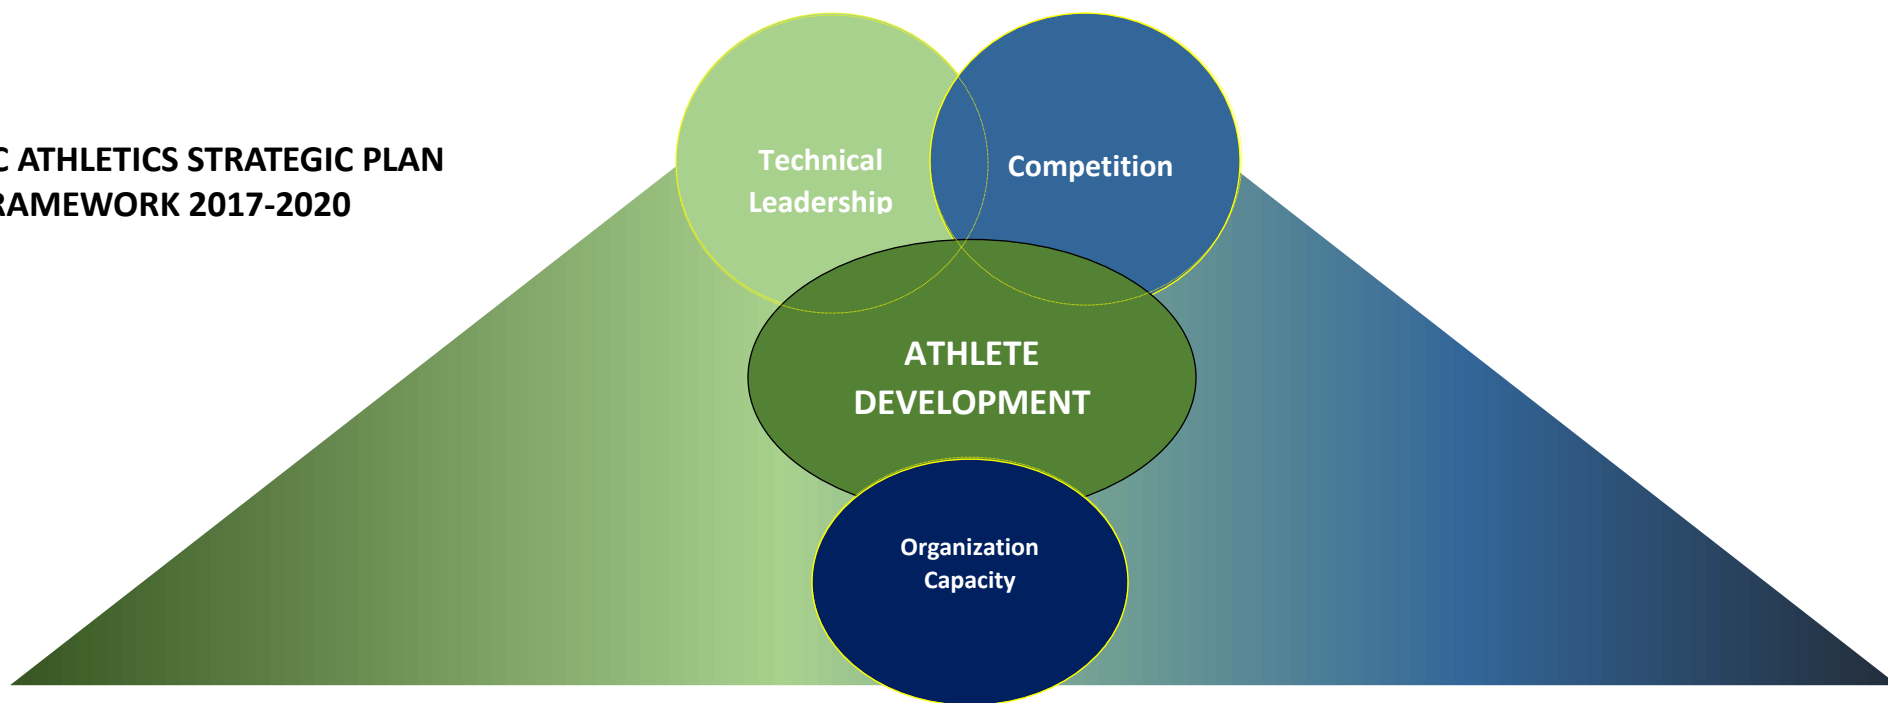 C ATHLETICS STRATEGIC PLAN
RAMEWORK 2017-2020
Technical
Leadership
Competition
ATHLETE
DEVELOPMENT
Organization
Capacity